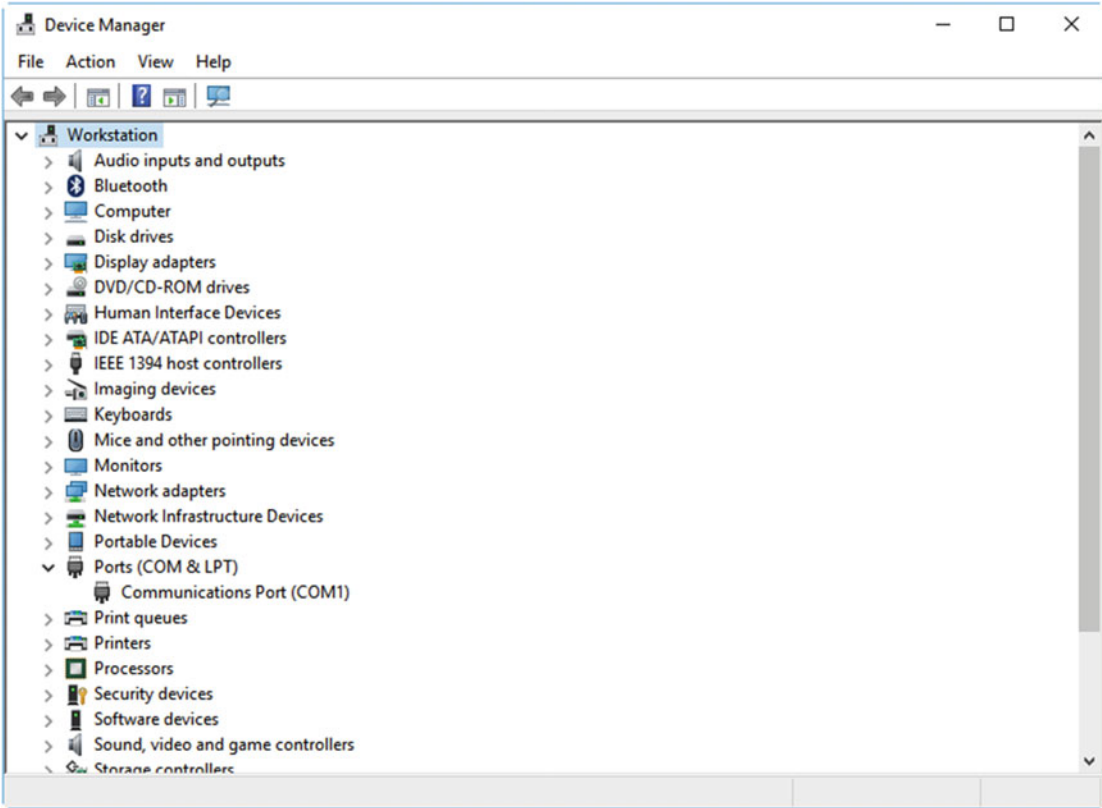 Device Manager
File Action View Help
?
Workstation
Audio inputs and outputs
Bluetooth
Computer
Disk drives
Display adapters
DVD/CD-ROM drives
Human Interface Devices
IDE ATA/ATAPI controllers
IEEE 1394 host controllers
Imaging devices
Keyboards
Mice and other pointing devices
Monitors
Network adapters
Network Infrastructure Devices
Portable Devices
Ports (COM & LPT)
Communications Port (COM1)
Print queues
Printers
Processors
Security devices
Software devices
Sound, video and game controllers
Storage controllers